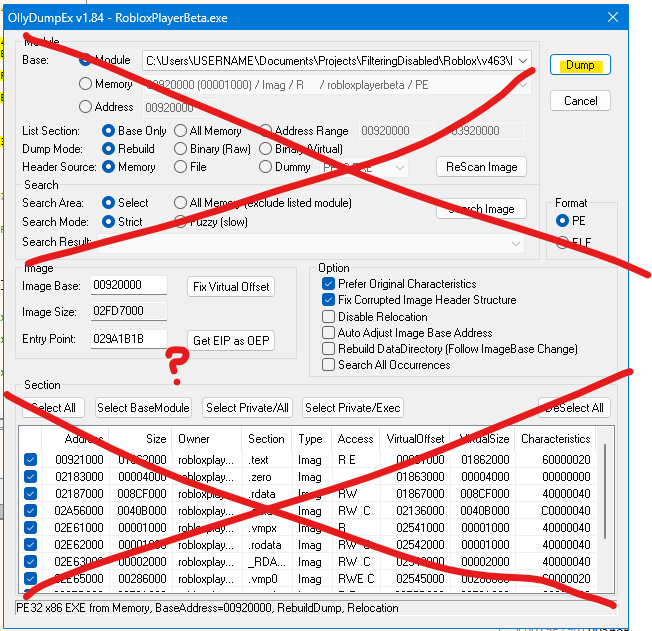 OllyDumpEx v1.84 - RobloxPlayerBeta.exe
Module
Base: Module C:\Users\USERNAME\Documents\Projects\FilteringDisabled\Roblox\v463\ Dump
Memory 00920000 (00001000) / Imag / R / robloxplayerbeta / PE
Cancel
Address 00920000
List Section: Base Only All Memory Address Range 00920000 03920000
Dump Mode: Rebuild Binary (Raw) Binary (Virtual)
Header Source: Memory File Dummy ReScan Image
Search
Search Area: Select All Memory (exclude listed module) Format
Search Mode: Strict Fuzzy (slow) Search Image PE
Search Result: ELF
Image Option
Image Base: 00920000 Fix Virtual Offset Prefer Original Characteristics
Fix Corrupted Image Header Structure
Image Size: 02FD7000 Disable Relocation
Auto Adjust Image Base Address
Entry Point: 029A1B1B Get EIP as OEP Rebuild DataDirectory (Follow ImageBase Change)
Search All Occurrences
?
Section
Select All Select BaseModule Select Private/All Select Private/Exec DeSelect All
Address Size Owner Section Type Access VirtualOffset VirtualSize Characteristics
00921000 01862000 robloxplay... .text Imag R E 00001000 01862000 60000020
02183000 00004000 robloxplay... .zero Imag 01863000 00004000 00000040
02187000 008CF000 robloxplay... .rdata Imag RW 01867000 008CF000 40000040
02A56000 0040B000 robloxplay... Imag RW C 02136000 0040B000 C0000040
02E61000 00001000 robloxplay... .vmpx Imag R 02541000 00001000 40000040
02E62000 robloxplay... .rodata Imag RW C 02542000 00001000 40000040
02E63000 00002000 robloxplay... _RDA... Imag RW C 00002000 40000040
02E65000 00286000 robloxplay... .vmp0 Imag RWE C 02545000 00286000
PE32 x86 EXE from Memory, BaseAddress=00920000, RebuildDump, Relocation